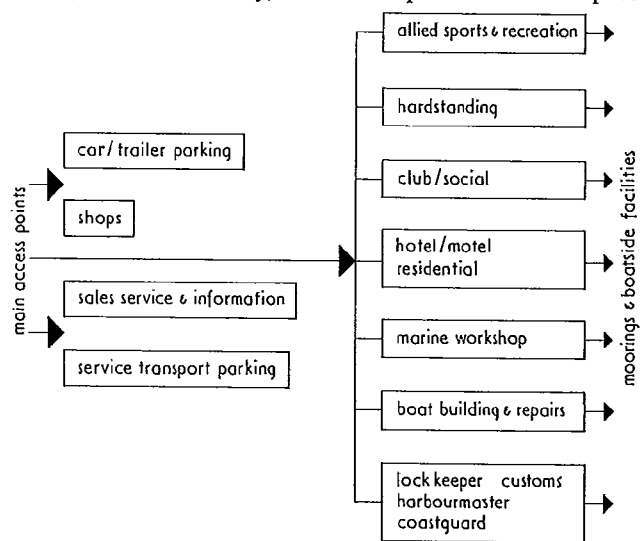 allied sports & recreation
hardstanding
car/trailer parking
club/social
shops
hotel/motel
residential
main access points
sales service & information
marine workshop
service transport parking
boat building & repairs
lock keeper customs
harbourmaster
coastguard
moorings & boatside facilities